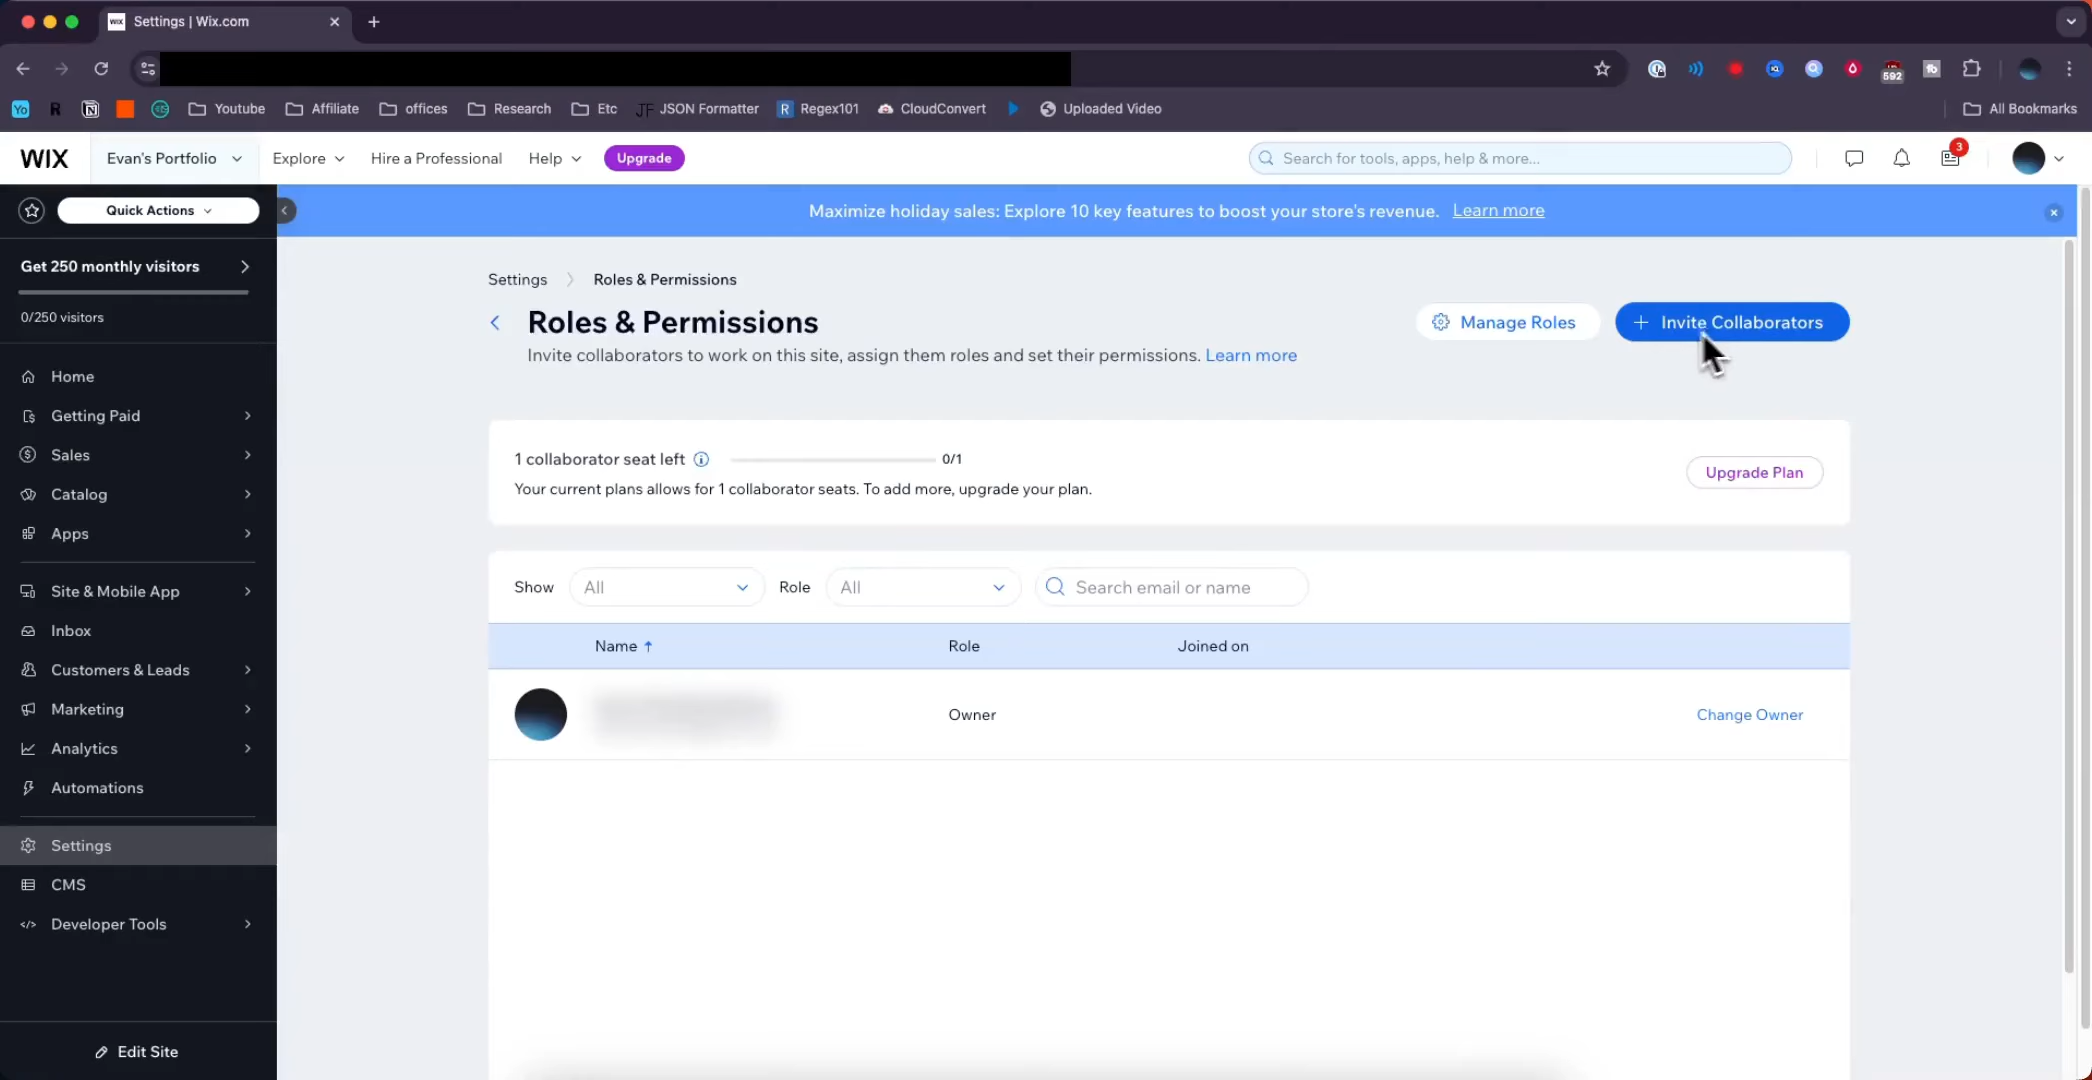 Settings | Wix.com
592
Yo R Youtube Affiliate offices Research Etc JF JSON Formatter R Regex101 CloudConvert Uploaded Video All Bookmarks
WIX Evan's Portfolio Explore Hire a Professional Help Upgrade Search for tools, apps, help & more... 3
Quick Actions
Maximize holiday sales: Explore 10 key features to boost your store's revenue. Learn more
Get 250 monthly visitors
0/250 visitors
Home
Getting Paid
Sales
Catalog
Apps
Site & Mobile App
Inbox
Customers & Leads
Marketing
Analytics
Automations
Settings
CMS
Developer Tools
Edit Site
Settings Roles & Permissions
Roles & Permissions
Manage Roles
+ Invite Collaborators
Invite collaborators to work on this site, assign them roles and set their permissions. Learn more
1 collaborator seat left 0/1
Your current plans allows for 1 collaborator seats. To add more, upgrade your plan.
Upgrade Plan
Show All Role All Search email or name
Name ↑ Role Joined on
Owner Change Owner